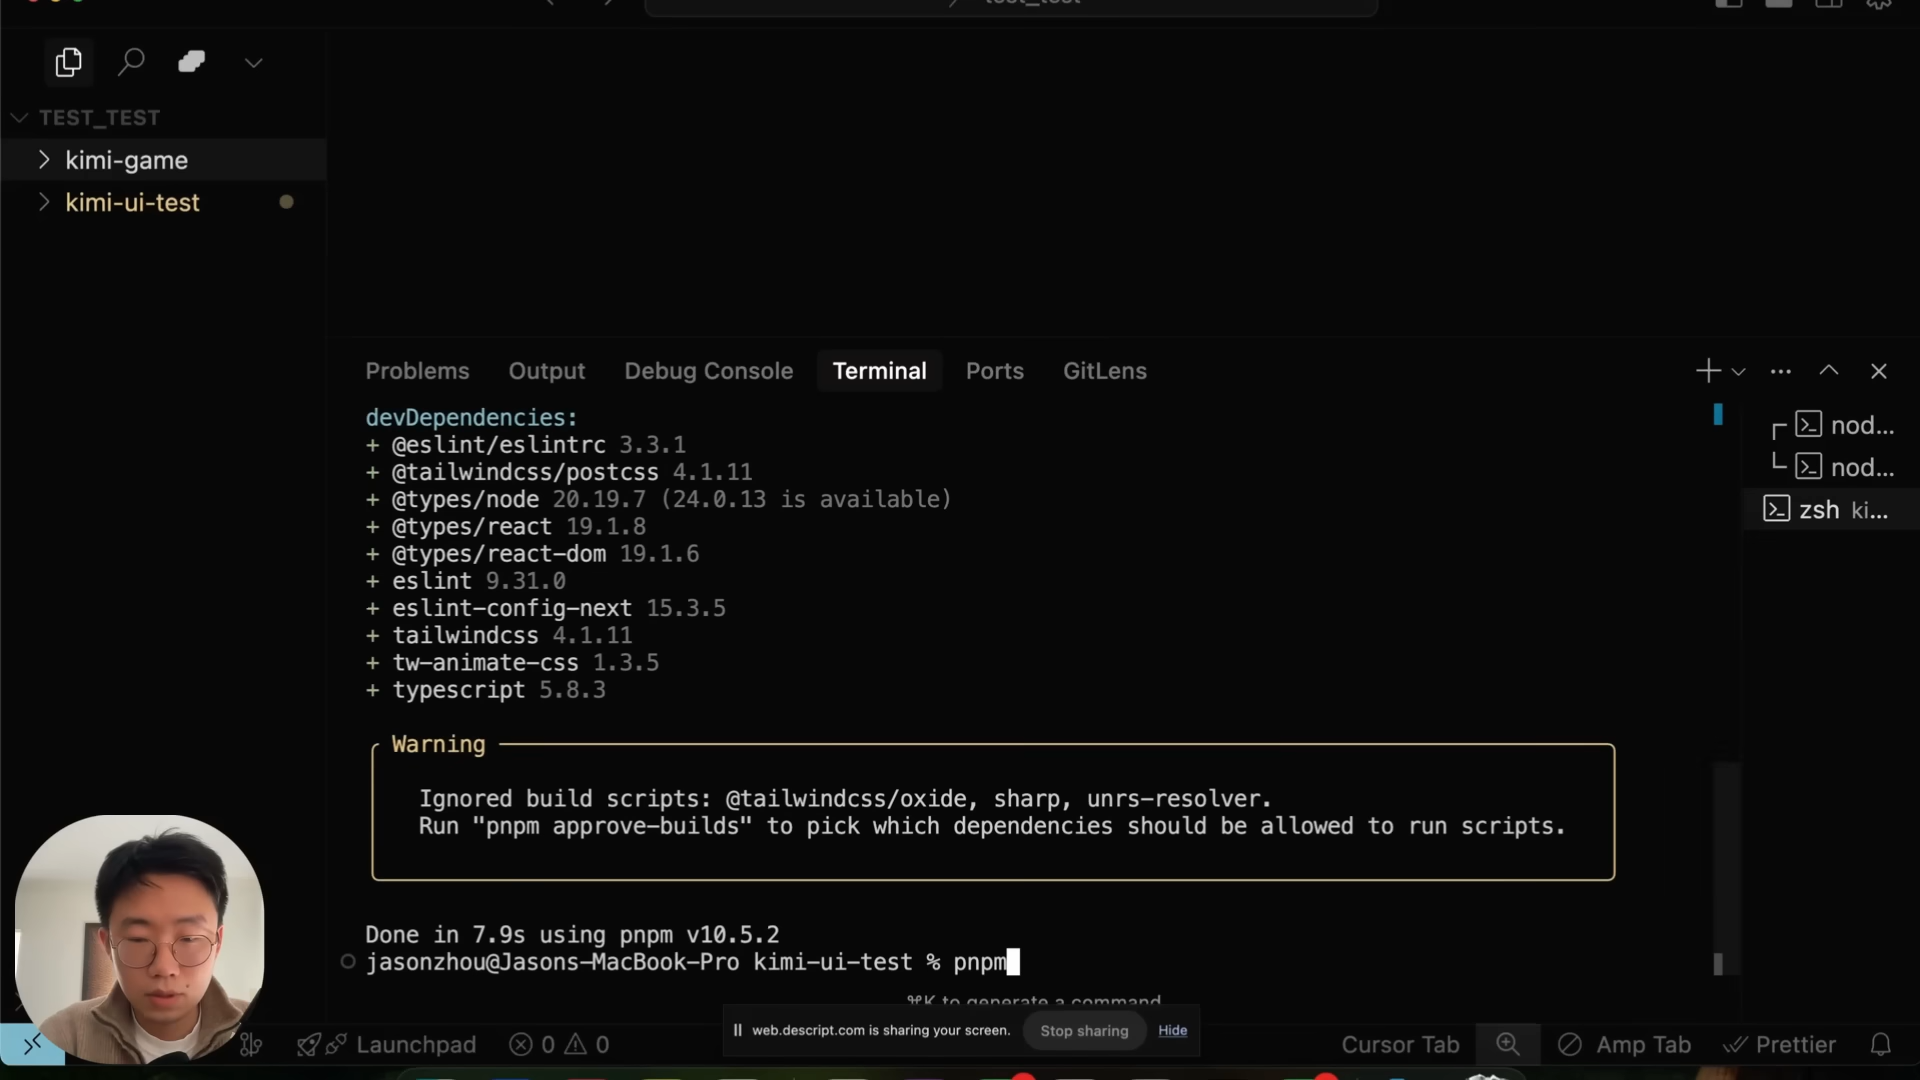 TEST_TEST
kimi-game
kimi-ui-test
Problems
Output
Debug Console
Terminal
Ports
GitLens
devDependencies:
+ @eslint/eslintrc 3.3.1
+ @tailwindcss/postcss 4.1.11
+ @types/node 20.19.7 (24.0.13 is available)
+ @types/react 19.1.8
+ @types/react-dom 19.1.6
+ eslint 9.31.0
+ eslint-config-next 15.3.5
+ tailwindcss 4.1.11
+ tw-animate-css 1.3.5
+ typescript 5.8.3
Warning
Ignored build scripts: @tailwindcss/oxide, sharp, unrs-resolver.
Run "pnpm approve-builds" to pick which dependencies should be allowed to run scripts.
Done in 7.9s using pnpm v10.5.2
jasonzhou@Jasons-MacBook-Pro kimi-ui-test % pnpm
⌘K to generate a command
nod...
nod...
zsh ki...
web.descript.com is sharing your screen.
Stop sharing
Hide
Launchpad
0
0
Cursor Tab
Amp Tab
Prettier